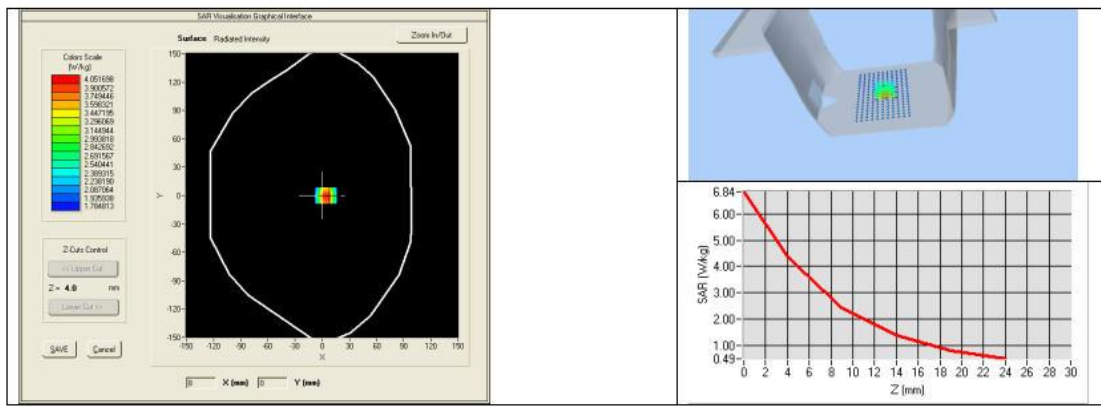 SAR Visualisation Graphical Interface
Surface Radiated Intensity
Zoom In/Out
Colors Scale
(W/kg)
4.051698
3.900572
3.749446
3.598321
3.447195
3.296069
3.144944
2.993818
2.842692
2.691567
2.540441
2.389315
2.238190
2.087064
1.935938
1.784813
Z-Cuts Control
<< Upper Cut
Z = 4.0 mm
Lower Cut >>
SAVE Cancel
150
120
90
60
30
0
-30
-60
-90
-120
-150
Y
-150 -120 -90 -60 -30 0 30 60 90 120 150
X
0 X (mm) 0 Y (mm)
6.84
6.00
5.00
4.00
3.00
2.00
1.00
0.49
SAR (W/kg)
0 2 4 6 8 10 12 14 16 18 20 22 24 26 28 30
Z (mm)